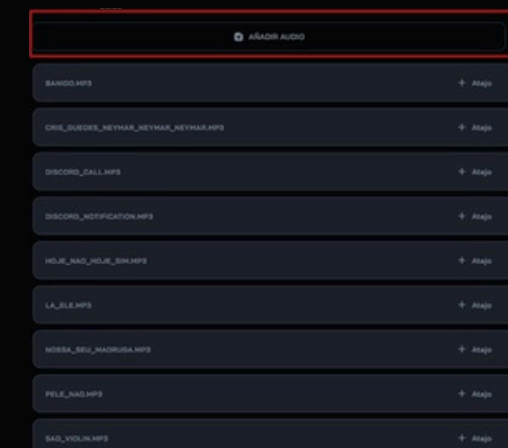 AÑADIR AUDIO
BANIDO.MP3
+ Atajo
CRIS_GUEDES_NEYMAR_NEYMAR_NEYMAR.MP3
+ Atajo
DISCORD_CALL.MP3
+ Atajo
DISCORD_NOTIFICATION.MP3
+ Atajo
HOJE_NAO_HOJE_SIM.MP3
+ Atajo
LA_ELE.MP3
+ Atajo
NOSSA_SEU_MADRUGA.MP3
+ Atajo
PELE_NAO.MP3
+ Atajo
SAD_VIOLIN.MP3
+ Atajo